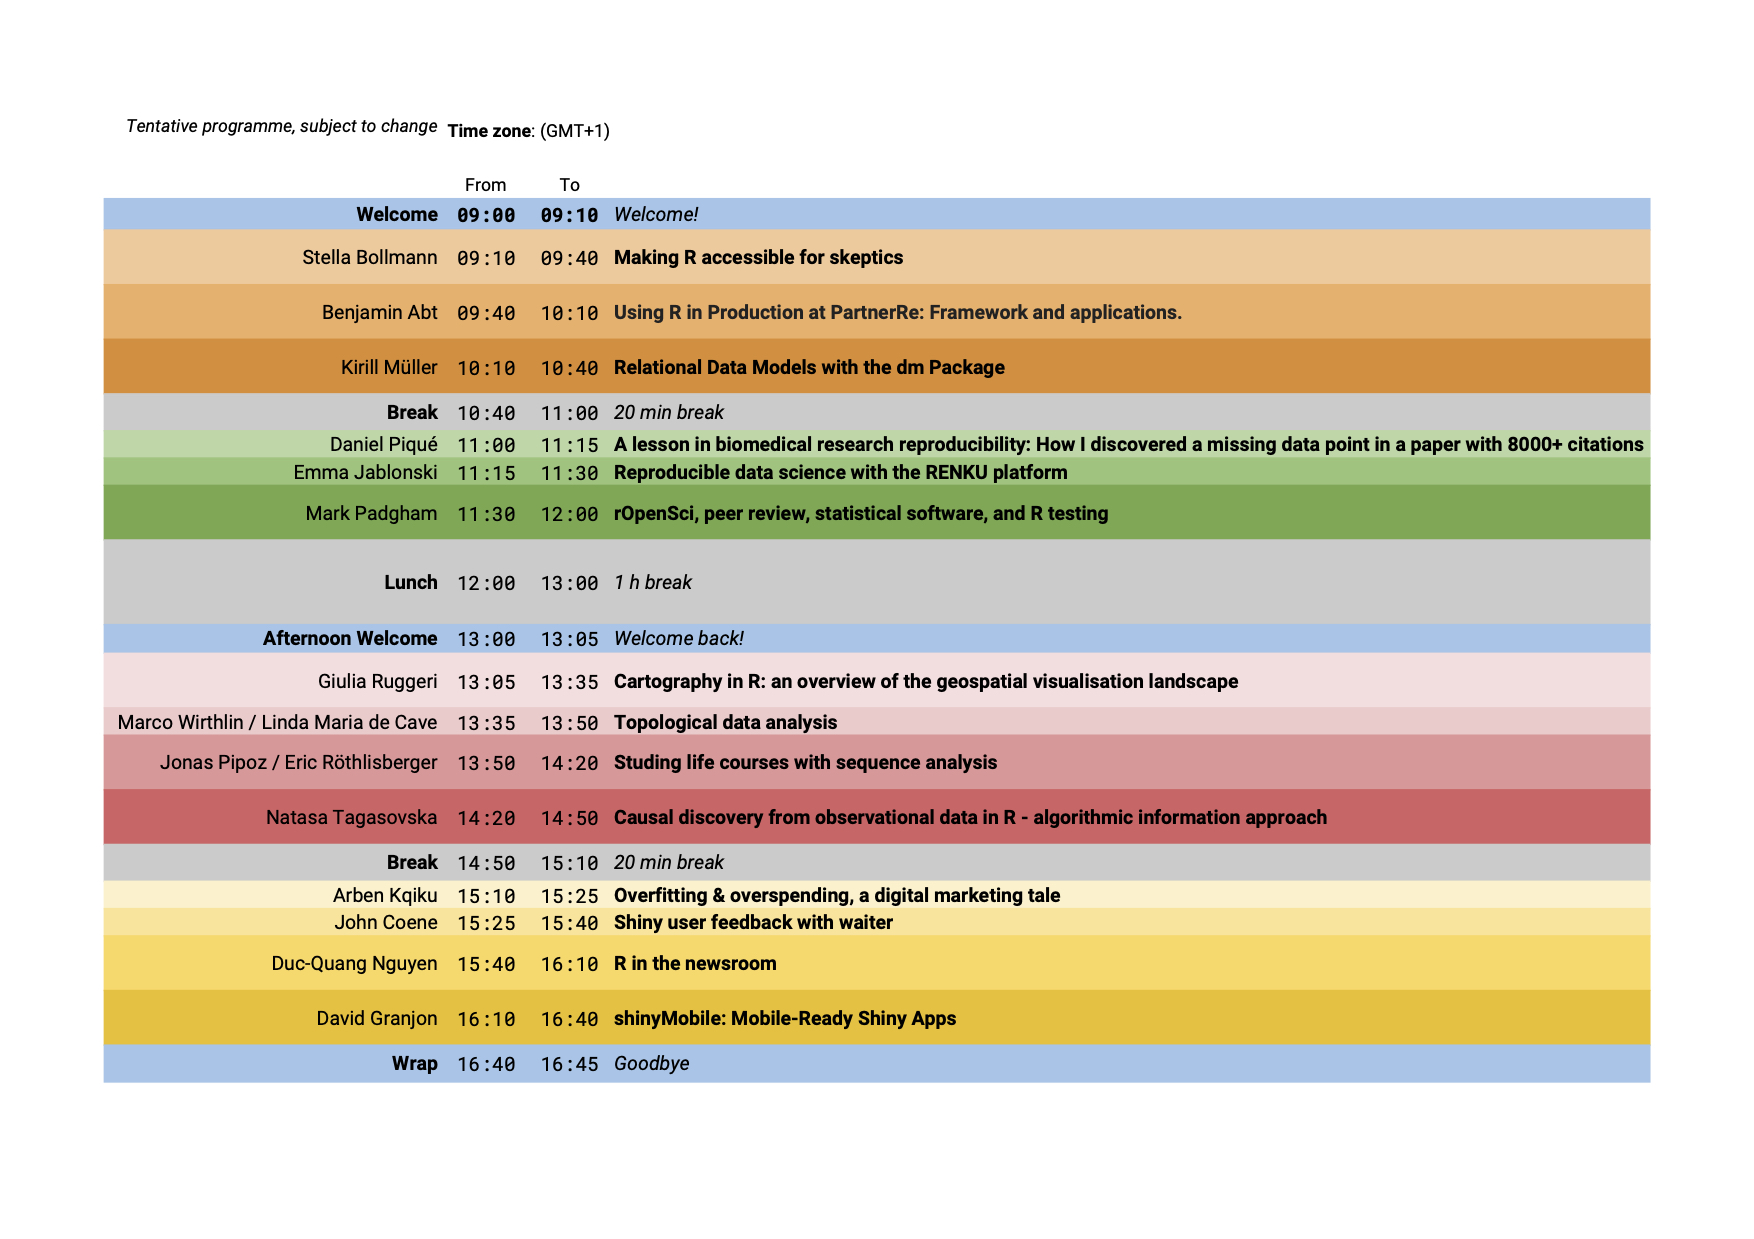 Tentative programme, subject to change Time zone: (GMT+1)
From To
Welcome 09:00 09:10 Welcome!
Stella Bollmann 09:10 09:40 Making R accessible for skeptics
Benjamin Abt 09:40 10:10 Using R in Production at PartnerRe: Framework and applications.
Kirill Müller 10:10 10:40 Relational Data Models with the dm Package
Break 10:40 11:00 20 min break
Daniel Piqué 11:00 11:15 A lesson in biomedical research reproducibility: How I discovered a missing data point in a paper with 8000+ citations
Emma Jablonski 11:15 11:30 Reproducible data science with the RENKU platform
Mark Padgham 11:30 12:00 rOpenSci, peer review, statistical software, and R testing
Lunch 12:00 13:00 1 h break
Afternoon Welcome 13:00 13:05 Welcome back!
Giulia Ruggeri 13:05 13:35 Cartography in R: an overview of the geospatial visualisation landscape
Marco Wirthlin / Linda Maria de Cave 13:35 13:50 Topological data analysis
Jonas Pipoz / Eric Röthlisberger 13:50 14:20 Studing life courses with sequence analysis
Natasa Tagasovska 14:20 14:50 Causal discovery from observational data in R - algorithmic information approach
Break 14:50 15:10 20 min break
Arben Kqiku 15:10 15:25 Overfitting & overspending, a digital marketing tale
John Coene 15:25 15:40 Shiny user feedback with waiter
Duc-Quang Nguyen 15:40 16:10 R in the newsroom
David Granjon 16:10 16:40 shinyMobile: Mobile-Ready Shiny Apps
Wrap 16:40 16:45 Goodbye